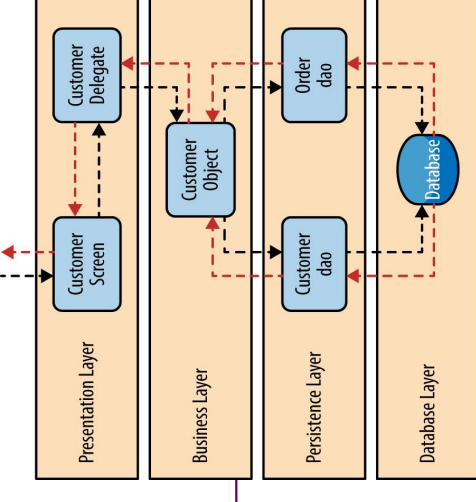 Presentation Layer
Customer
Screen
Customer
Delegate
Business Layer
Customer
Object
Persistence Layer
Customer
dao
Order
dao
Database Layer
Database